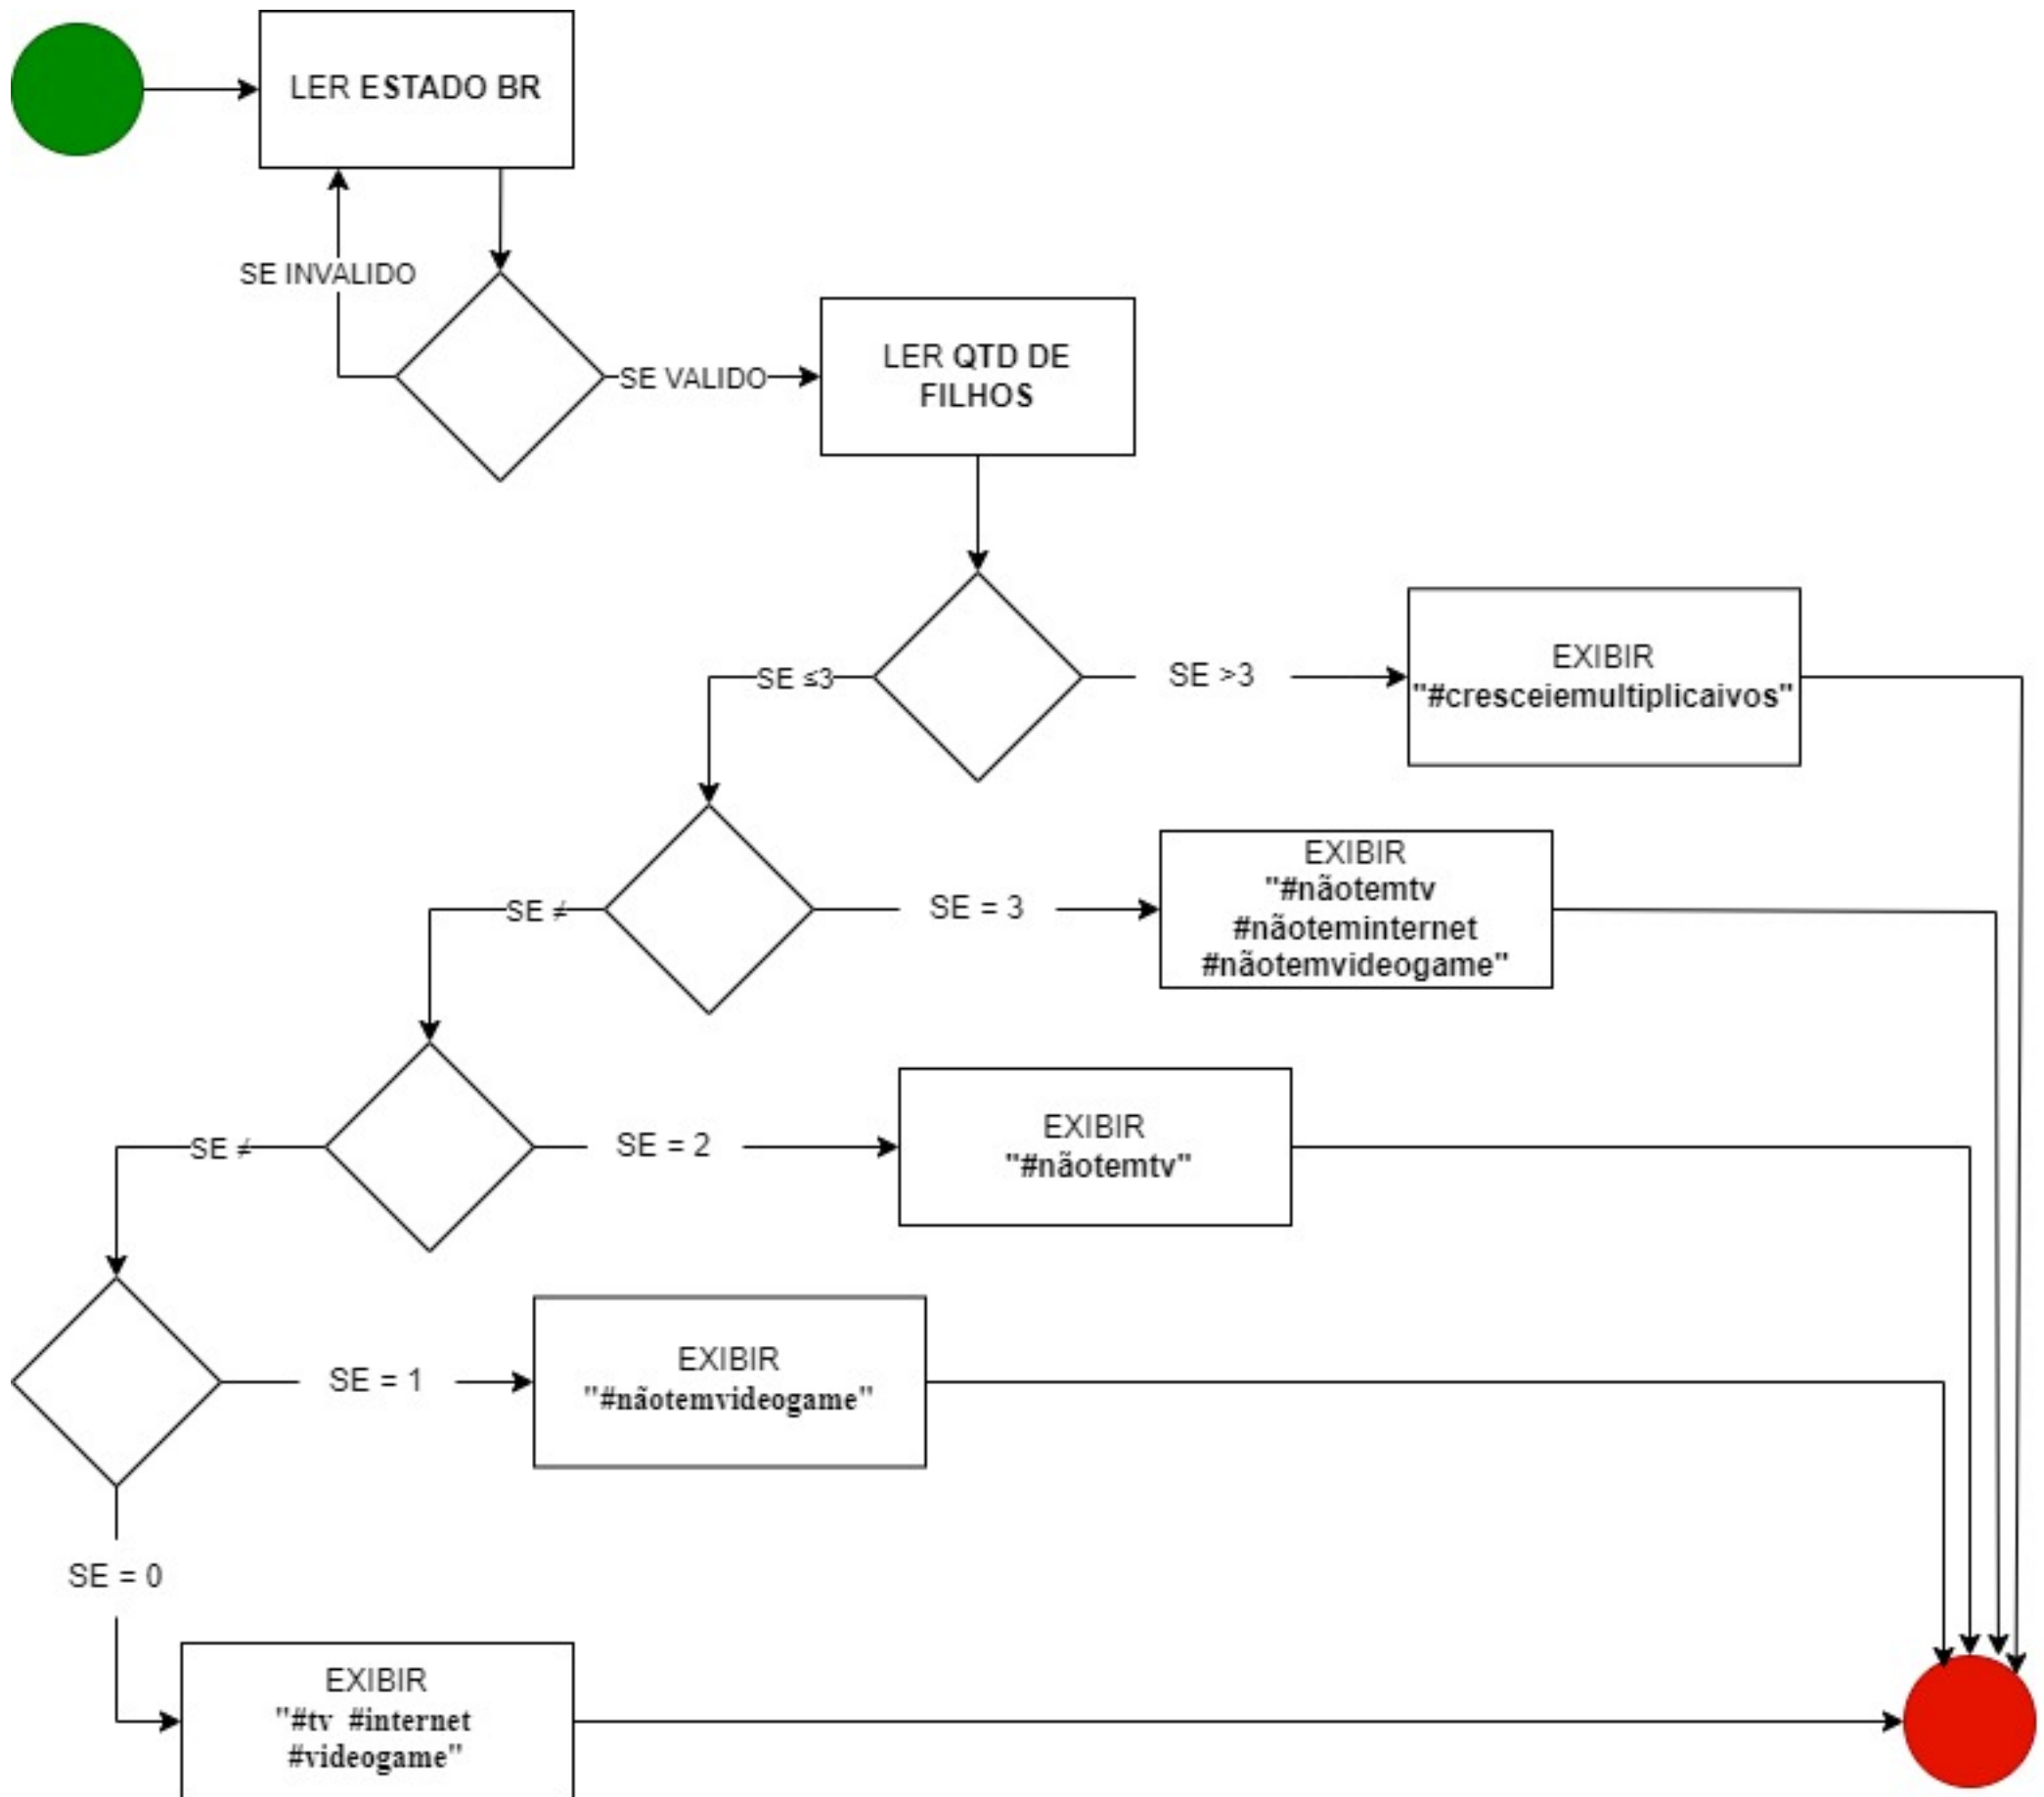 LER ESTADO BR
SE INVALIDO
SE VALIDO
LER QTD DE
FILHOS
SE ≤3
SE >3
EXIBIR
"#cresceiemultiplicaivos"
SE ≠
SE = 3
EXIBIR
"#nãotemtv
#nãoteminternet
#nãotemvideogame"
SE ≠
SE = 2
EXIBIR
"#nãotemtv"
SE = 1
EXIBIR
"#nãotemvideogame"
SE = 0
EXIBIR
"#tv #internet
#videogame"